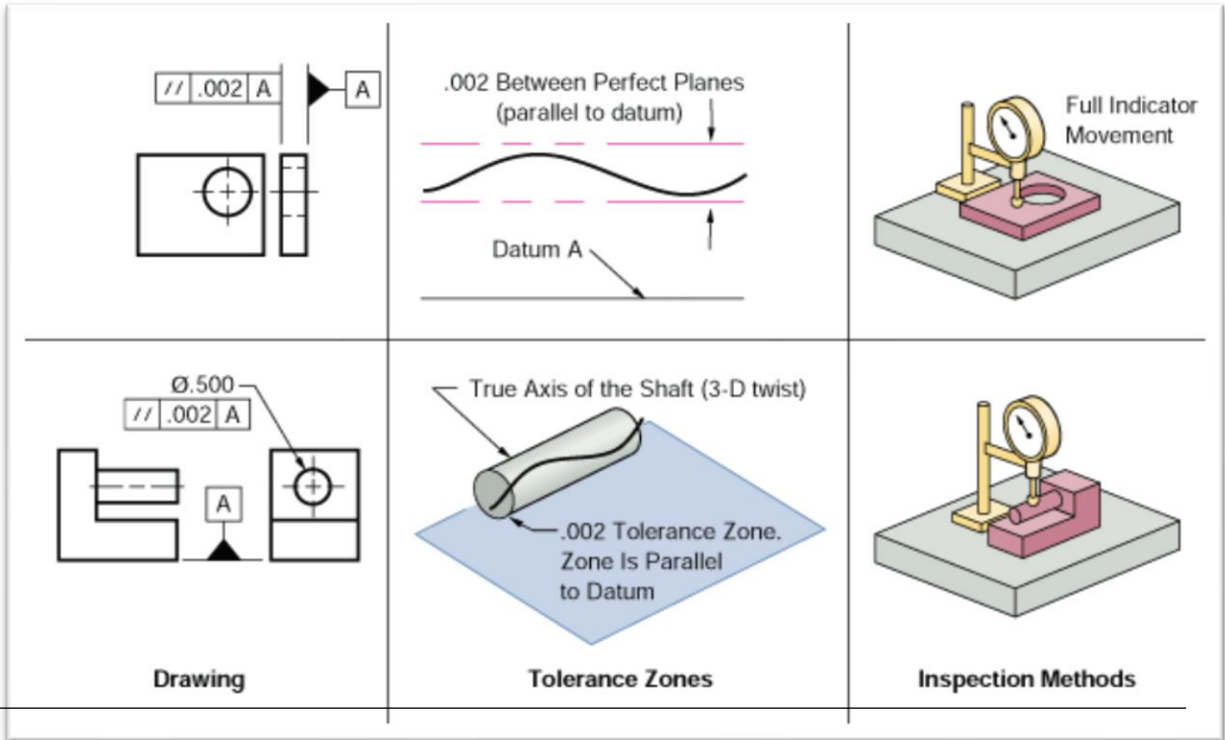 // .002 A
A
.002 Between Perfect Planes
(parallel to datum)
Datum A
Full Indicator
Movement
Ø.500
// .002 A
A
True Axis of the Shaft (3-D twist)
.002 Tolerance Zone.
Zone Is Parallel
to Datum
Drawing
Tolerance Zones
Inspection Methods